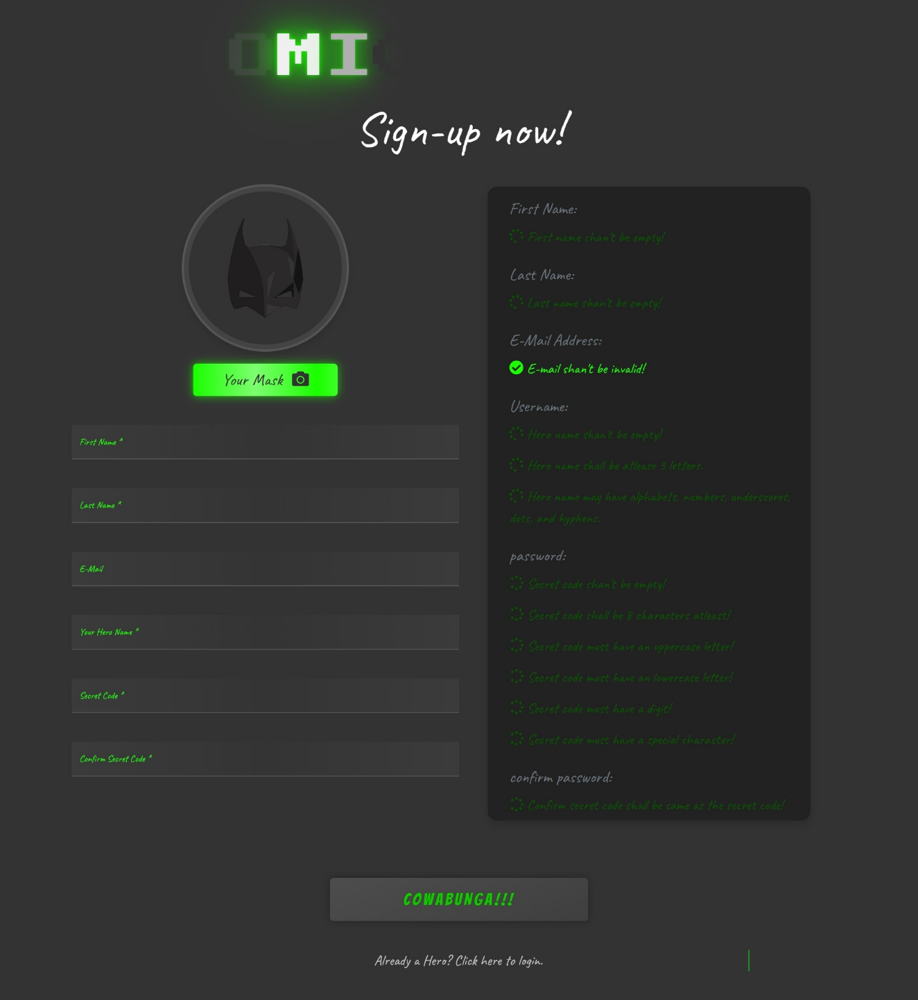 OMI
Sign-up now!
Your Mask
First Name *
Last Name *
E-Mail
Your Hero Name *
Secret Code *
Confirm Secret Code *
First Name:
First name shan't be empty!
Last Name:
Last name shan't be empty!
E-Mail Address:
E-mail shan't be invalid!
Username:
Hero name shan't be empty!
Hero name shall be atlease 3 letters.
Hero name may have alphabets, numbers, underscores,
dots, and hyphens.
password:
Secret code shan't be empty!
Secret code shall be 8 characters atleast!
Secret code must have an uppercase letter!
Secret code must have an lowercase letter!
Secret code must have a digit!
Secret code must have a special character!
confirm password:
Confirm secret code shall be same as the secret code!
COWABUNGA!!!
Already a Hero? Click here to login.